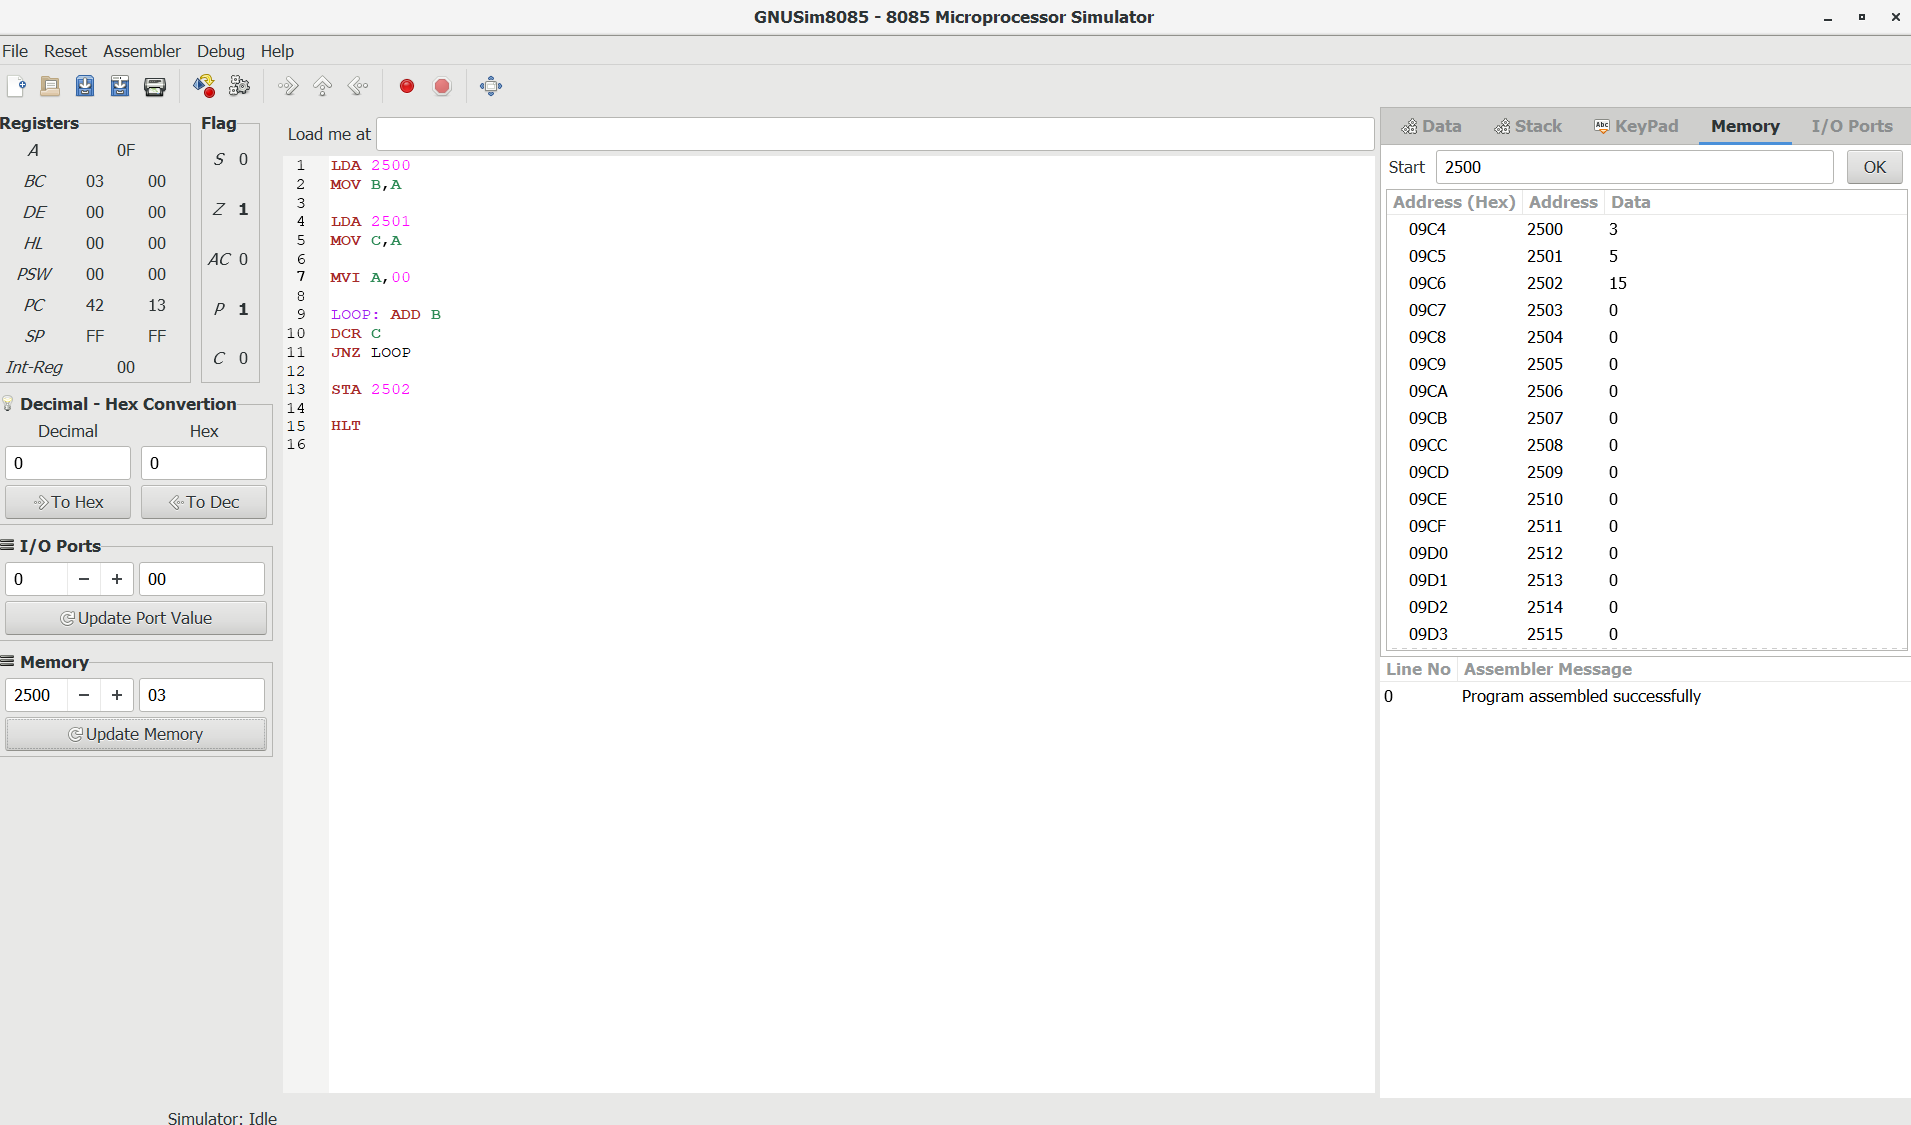 GNUSim8085 - 8085 Microprocessor Simulator
File Reset Assembler Debug Help
Registers
A 0F
BC 03 00
DE 00 00
HL 00 00
PSW 00 00
PC 42 13
SP FF FF
Int-Reg 00
Flag
S 0
Z 1
AC 0
P 1
C 0
Decimal - Hex Convertion
Decimal Hex
0 0
To Hex To Dec
I/O Ports
0 − + 00
Update Port Value
Memory
2500 − + 03
Update Memory
Load me at
1 LDA 2500
2 MOV B,A
3
4 LDA 2501
5 MOV C,A
6
7 MVI A,00
8
9 LOOP: ADD B
10 DCR C
11 JNZ LOOP
12
13 STA 2502
14
15 HLT
16
Data Stack Abc KeyPad Memory I/O Ports
Start 2500 OK
Address (Hex) Address Data
09C4 2500 3
09C5 2501 5
09C6 2502 15
09C7 2503 0
09C8 2504 0
09C9 2505 0
09CA 2506 0
09CB 2507 0
09CC 2508 0
09CD 2509 0
09CE 2510 0
09CF 2511 0
09D0 2512 0
09D1 2513 0
09D2 2514 0
09D3 2515 0
Line No Assembler Message
0 Program assembled successfully
Simulator: Idle